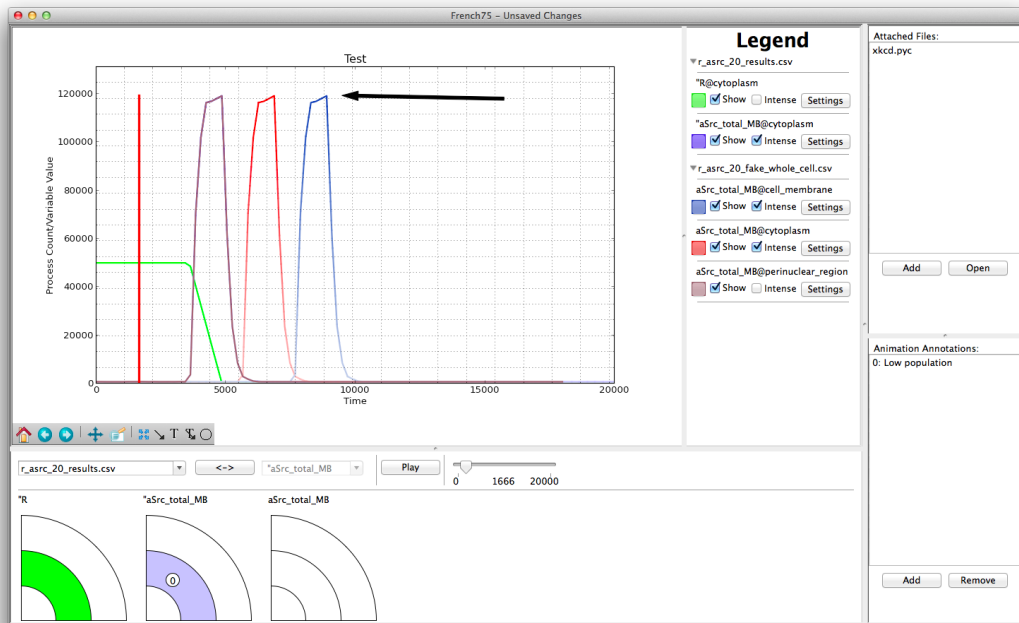 French75 - Unsaved Changes
Test
Process Count/Variable Value
120000
100000
80000
60000
40000
20000
0
0 5000 10000 15000 20000
Time
T T
Legend
r_asrc_20_results.csv
"R@cytoplasm
Show Intense Settings
"aSrc_total_MB@cytoplasm
Show Intense Settings
r_asrc_20_fake_whole_cell.csv
aSrc_total_MB@cell_membrane
Show Intense Settings
aSrc_total_MB@cytoplasm
Show Intense Settings
aSrc_total_MB@perinuclear_region
Show Intense Settings
Attached Files:
xkcd.pyc
Add Open
Animation Annotations:
0: Low population
Add Remove
r_asrc_20_results.csv <-> "aSrc_total_MB Play
0 1666 20000
"R "aSrc_total_MB aSrc_total_MB
0